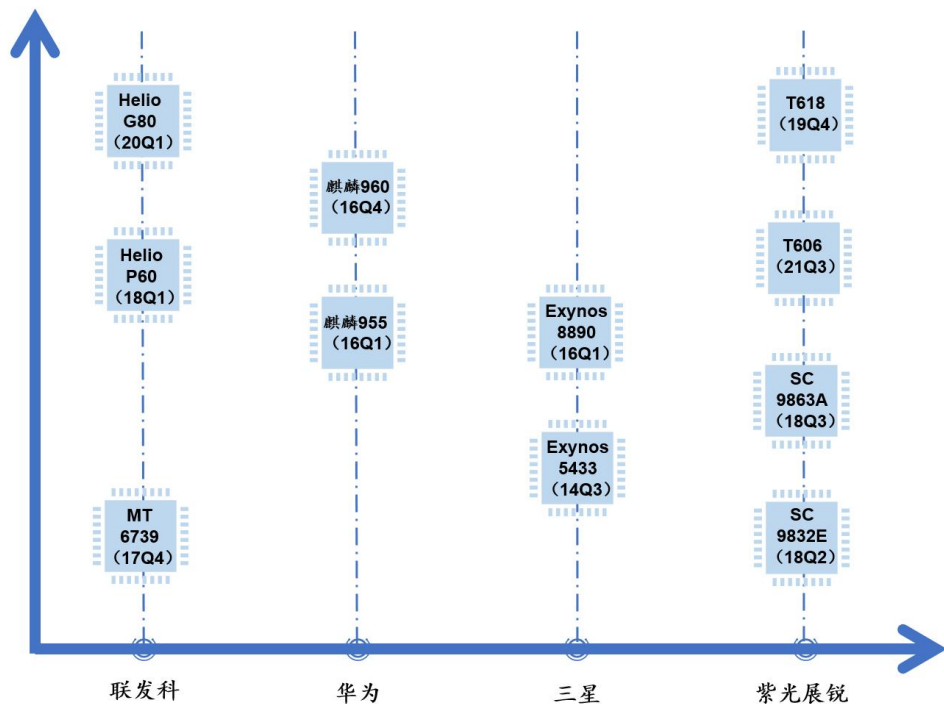 Helio
G80
（20Q1）
Helio
P60
（18Q1）
MT
6739
（17Q4）
联发科
麒麟960
（16Q4）
麒麟955
（16Q1）
华为
Exynos
8890
（16Q1）
Exynos
5433
（14Q3）
三星
T618
（19Q4）
T606
（21Q3）
SC
9863A
（18Q3）
SC
9832E
（18Q2）
紫光展锐